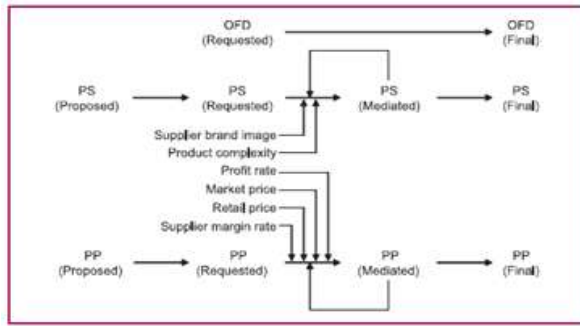 OFD OFD
(Requested) (Final)
PS PS PS PS
(Proposed) (Requested) (Mediated) (Final)
Supplier brand image
Product complexity
Profit rate
Market price
Retail price
Supplier margin rate
PP PP PP PP
(Proposed) (Requested) (Mediated) (Final)